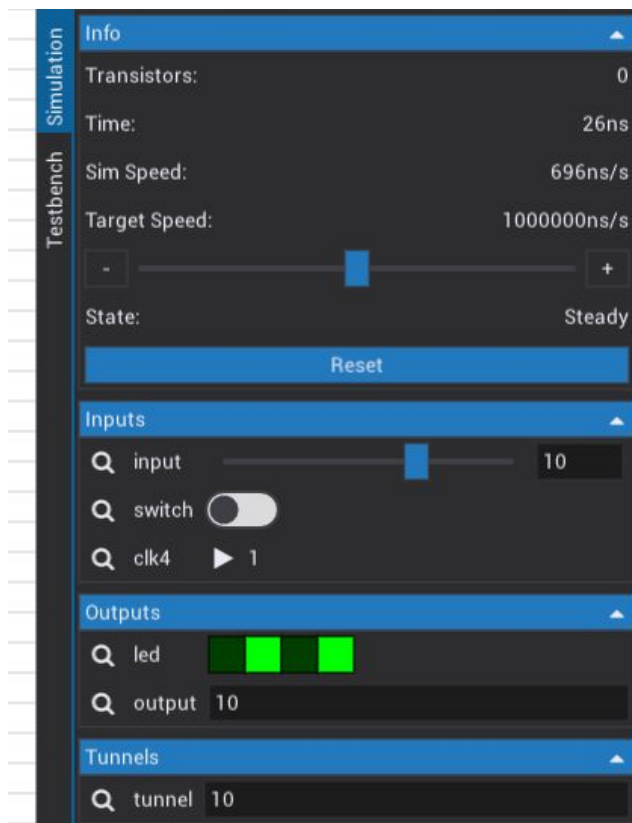 Simulation
Testbench
Info
Transistors: 0
Time: 26ns
Sim Speed: 696ns/s
Target Speed: 1000000ns/s
- +
State: Steady
Reset
Inputs
input 10
switch
clk4 1
Outputs
led
output 10
Tunnels
tunnel 10